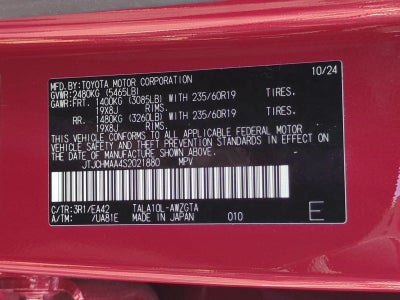 MFD.BY:TOYOTA MOTOR CORPORATION 10/24
GVWR:2480KG (5465LB)
GAWR:FRT. 1400KG (3085LB) WITH 235/60R19 TIRES.
19X8J RIMS.
RR. 1480KG (3260LB) WITH 235/60R19 TIRES.
19X8J RIMS.
THIS VEHICLE CONFORMS TO ALL APPLICABLE FEDERAL MOTOR
VEHICLE SAFETY AND THEFT PREVENTION STANDARDS IN EFFECT ON
THE DATE OF MANUFACTURE SHOWN ABOVE.
JTJCHMAA4S2021880 MPV
C/TR:3R1/EA42 TALA10L-AWZGTA
A/TM: /UA81E MADE IN JAPAN 010 E